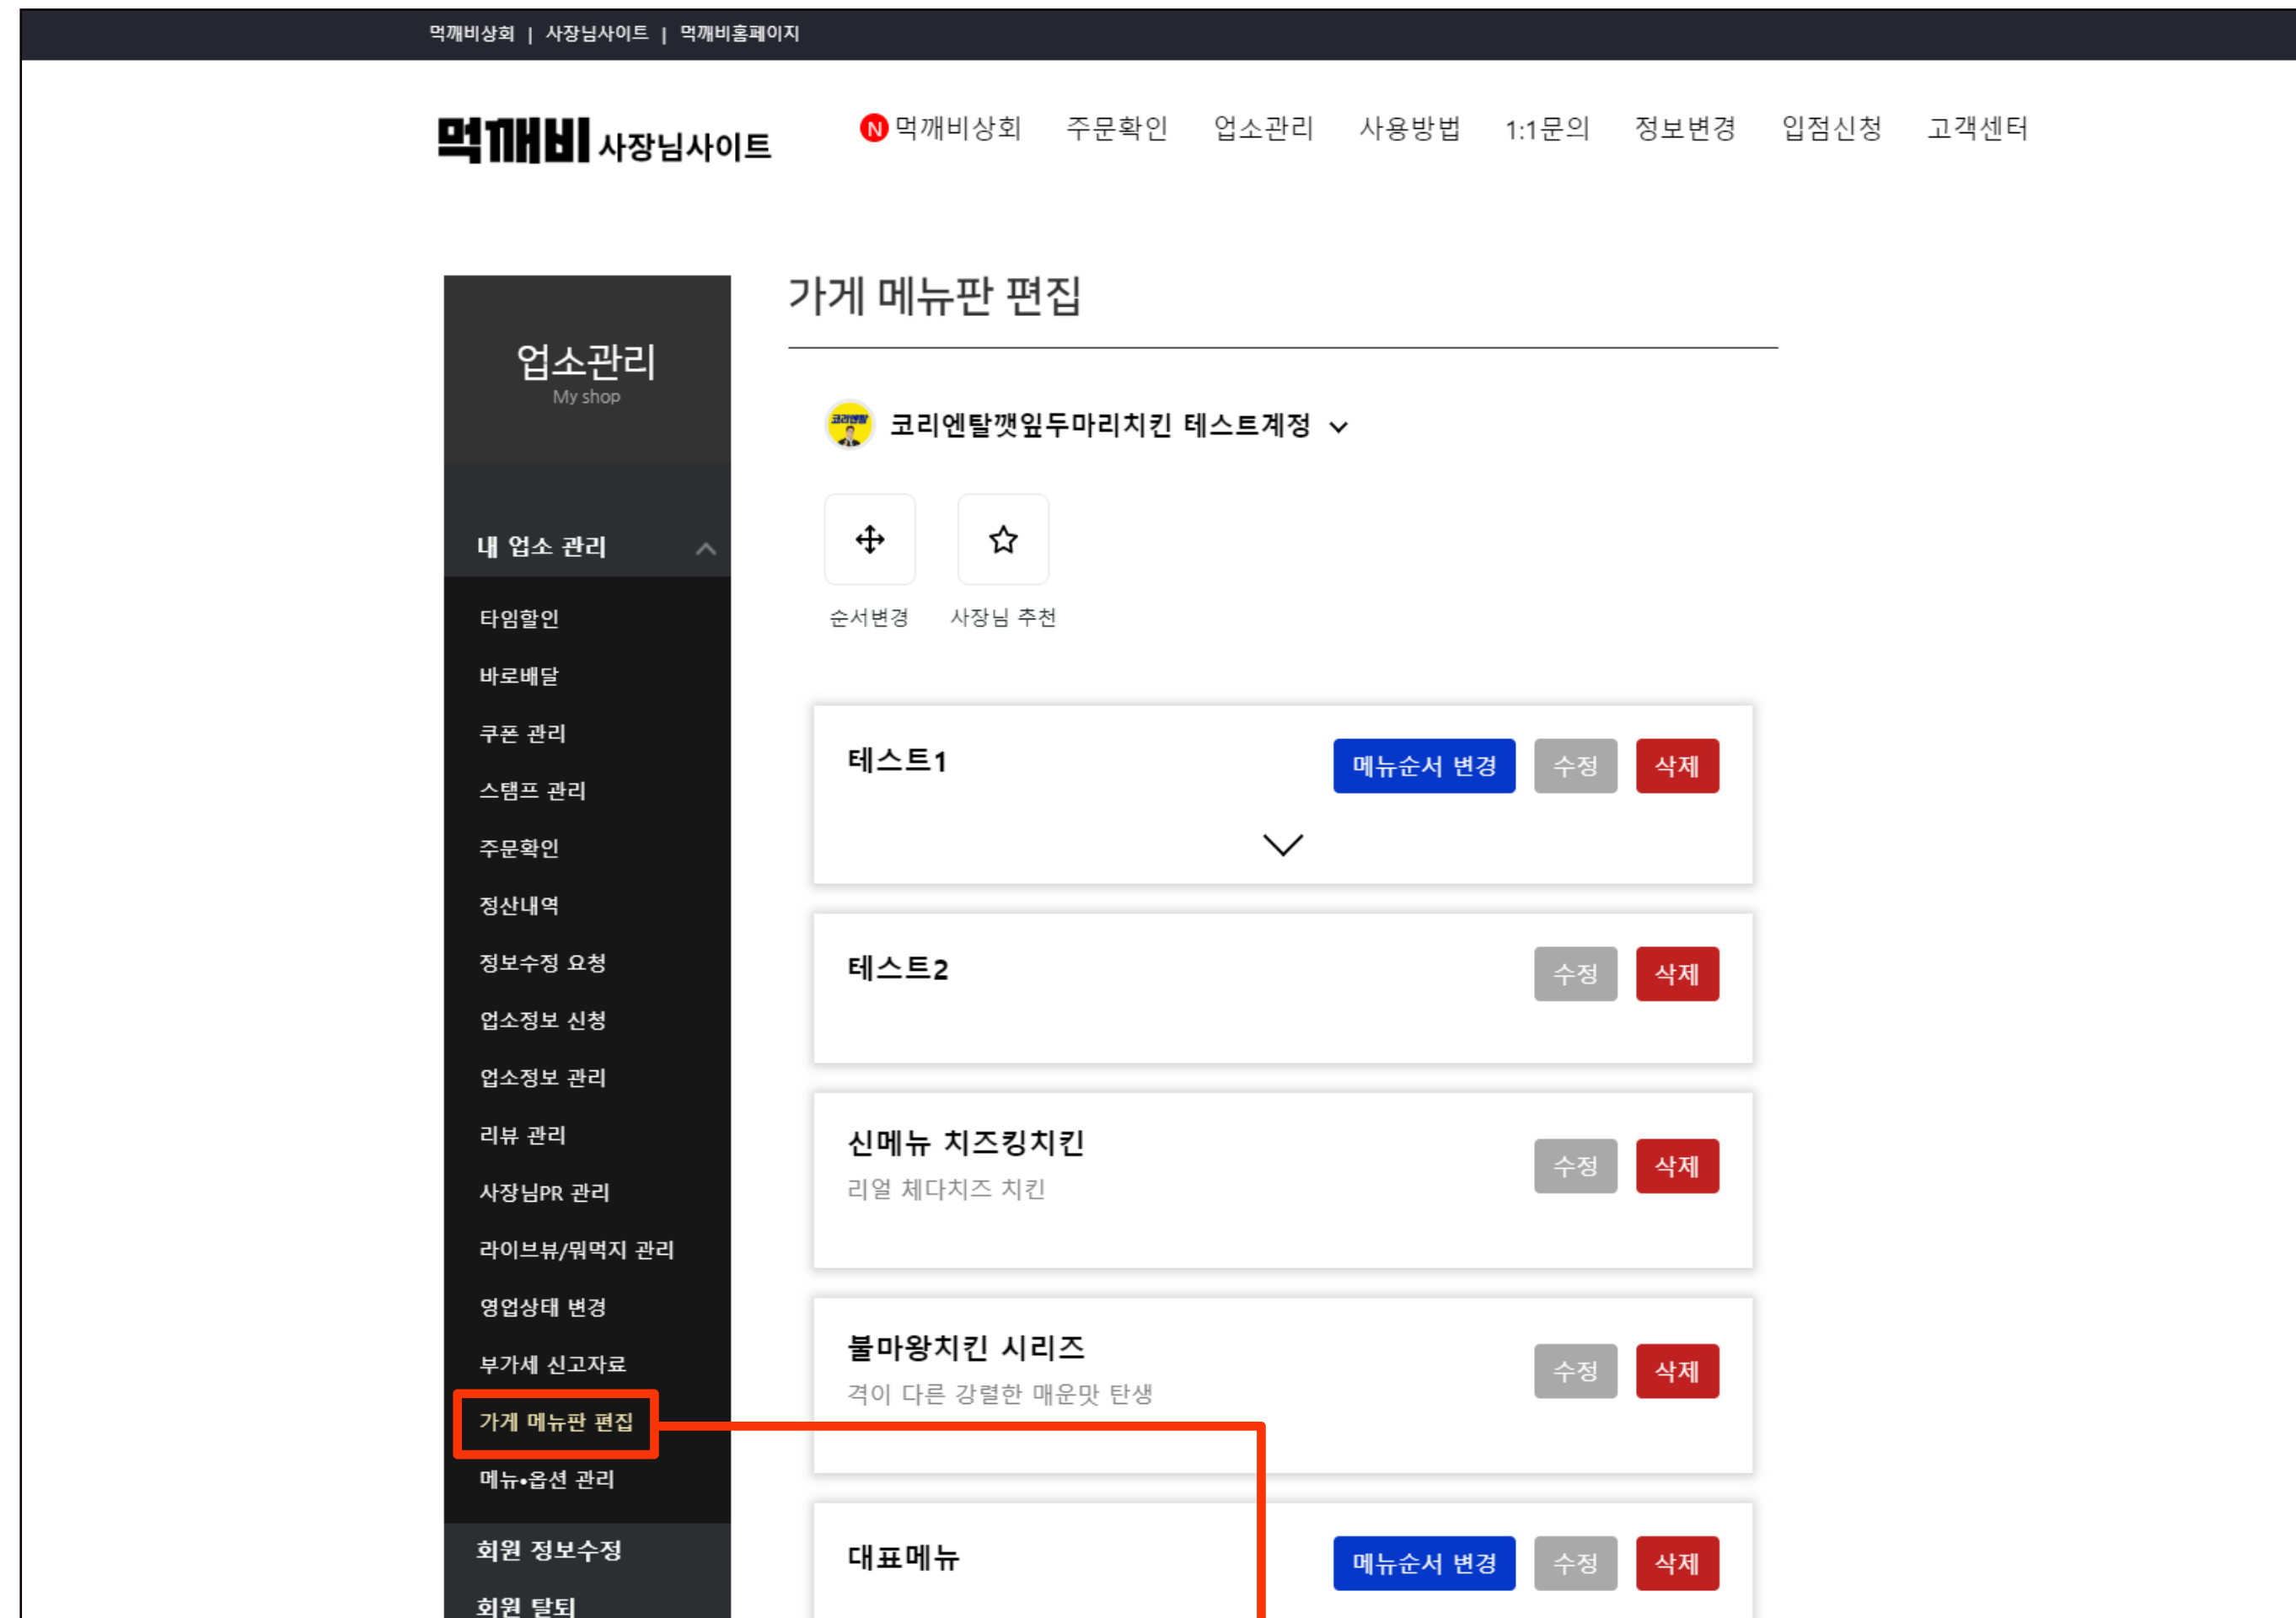 먹깨비상회 | 사장님사이트 | 먹깨비홈페이지
먹깨비 사장님사이트
N 먹깨비상회 주문확인 업소관리 사용방법 1:1문의 정보변경 입점신청 고객센터
업소관리
My shop
내 업소 관리
타임할인
바로배달
쿠폰 관리
스탬프 관리
주문확인
정산내역
정보수정 요청
업소정보 신청
업소정보 관리
리뷰 관리
사장님PR 관리
라이브뷰/뭐먹지 관리
영업상태 변경
부가세 신고자료
가게 메뉴판 편집
메뉴•옵션 관리
회원 정보수정
회원 탈퇴
가게 메뉴판 편집
코리엔탈
코리엔탈깻잎두마리치킨 테스트계정
순서변경 사장님 추천
테스트1 메뉴순서 변경 수정 삭제
테스트2 수정 삭제
신메뉴 치즈킹치킨 수정 삭제
리얼 체다치즈 치킨
불마왕치킨 시리즈 수정 삭제
격이 다른 강렬한 매운맛 탄생
대표메뉴 메뉴순서 변경 수정 삭제